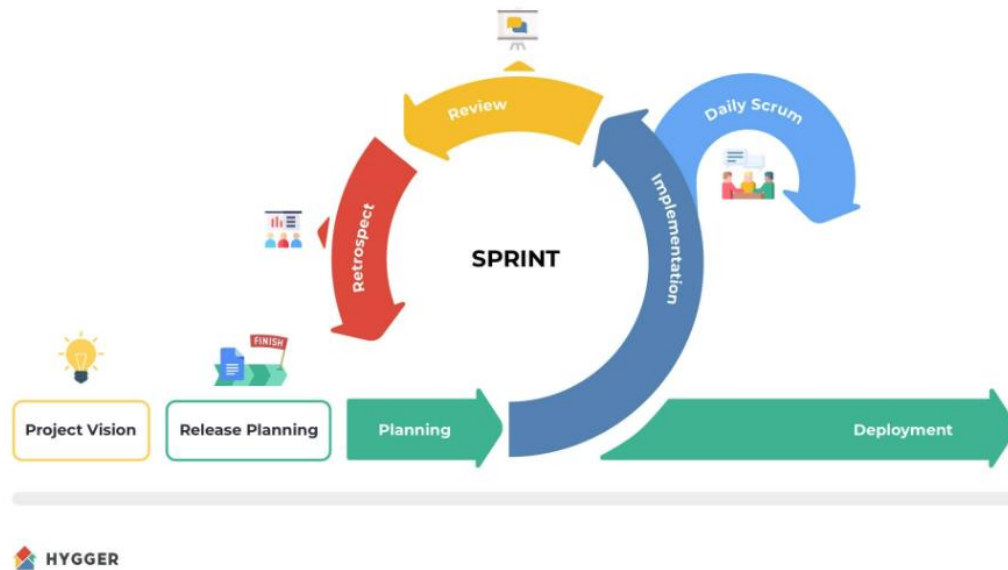 Review
Daily Scrum
Implementation
Retrospect
SPRINT
FINISH
Project Vision
Release Planning
Planning
Deployment
HYGGER